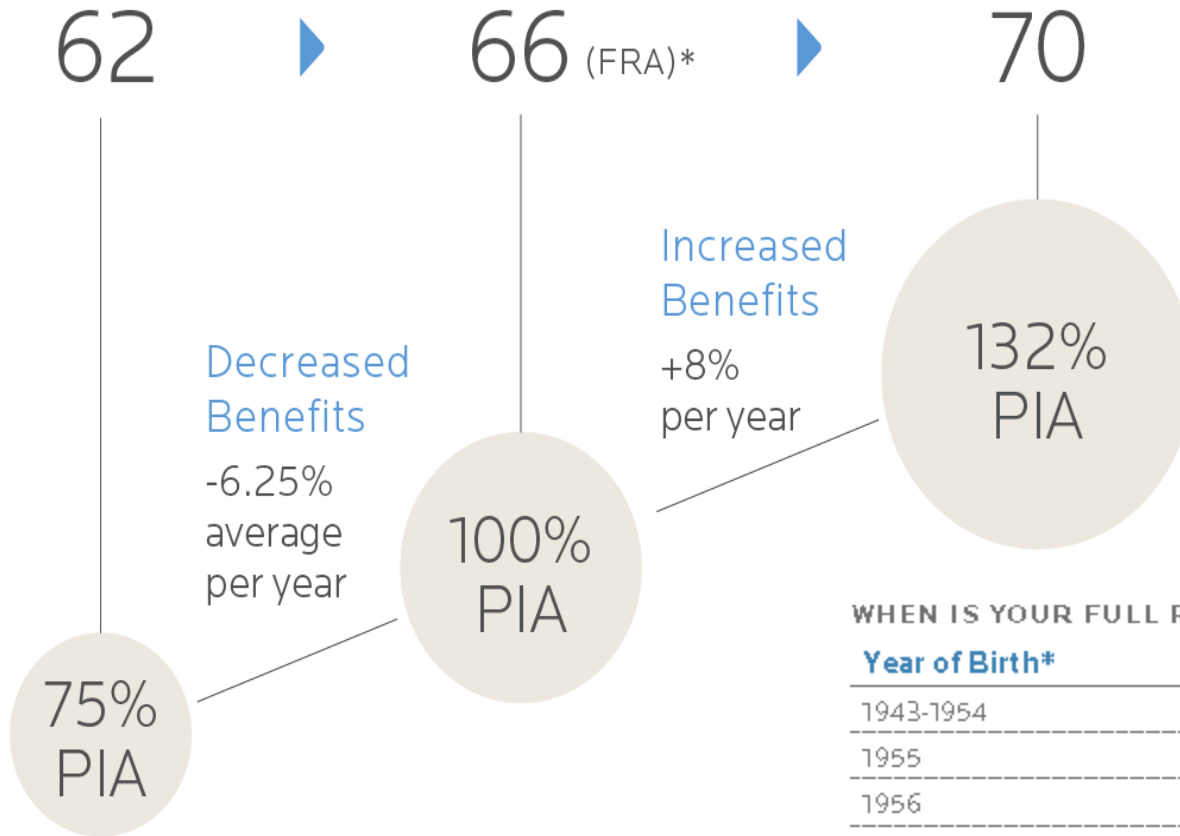 62 66 (FRA)* 70
Increased
Benefits
+8%
per year
132%
PIA
Decreased
Benefits
-6.25%
average
per year
100%
PIA
75%
PIA
WHEN IS YOUR FULL
Year of Birth*
1943-1954
1955
1956